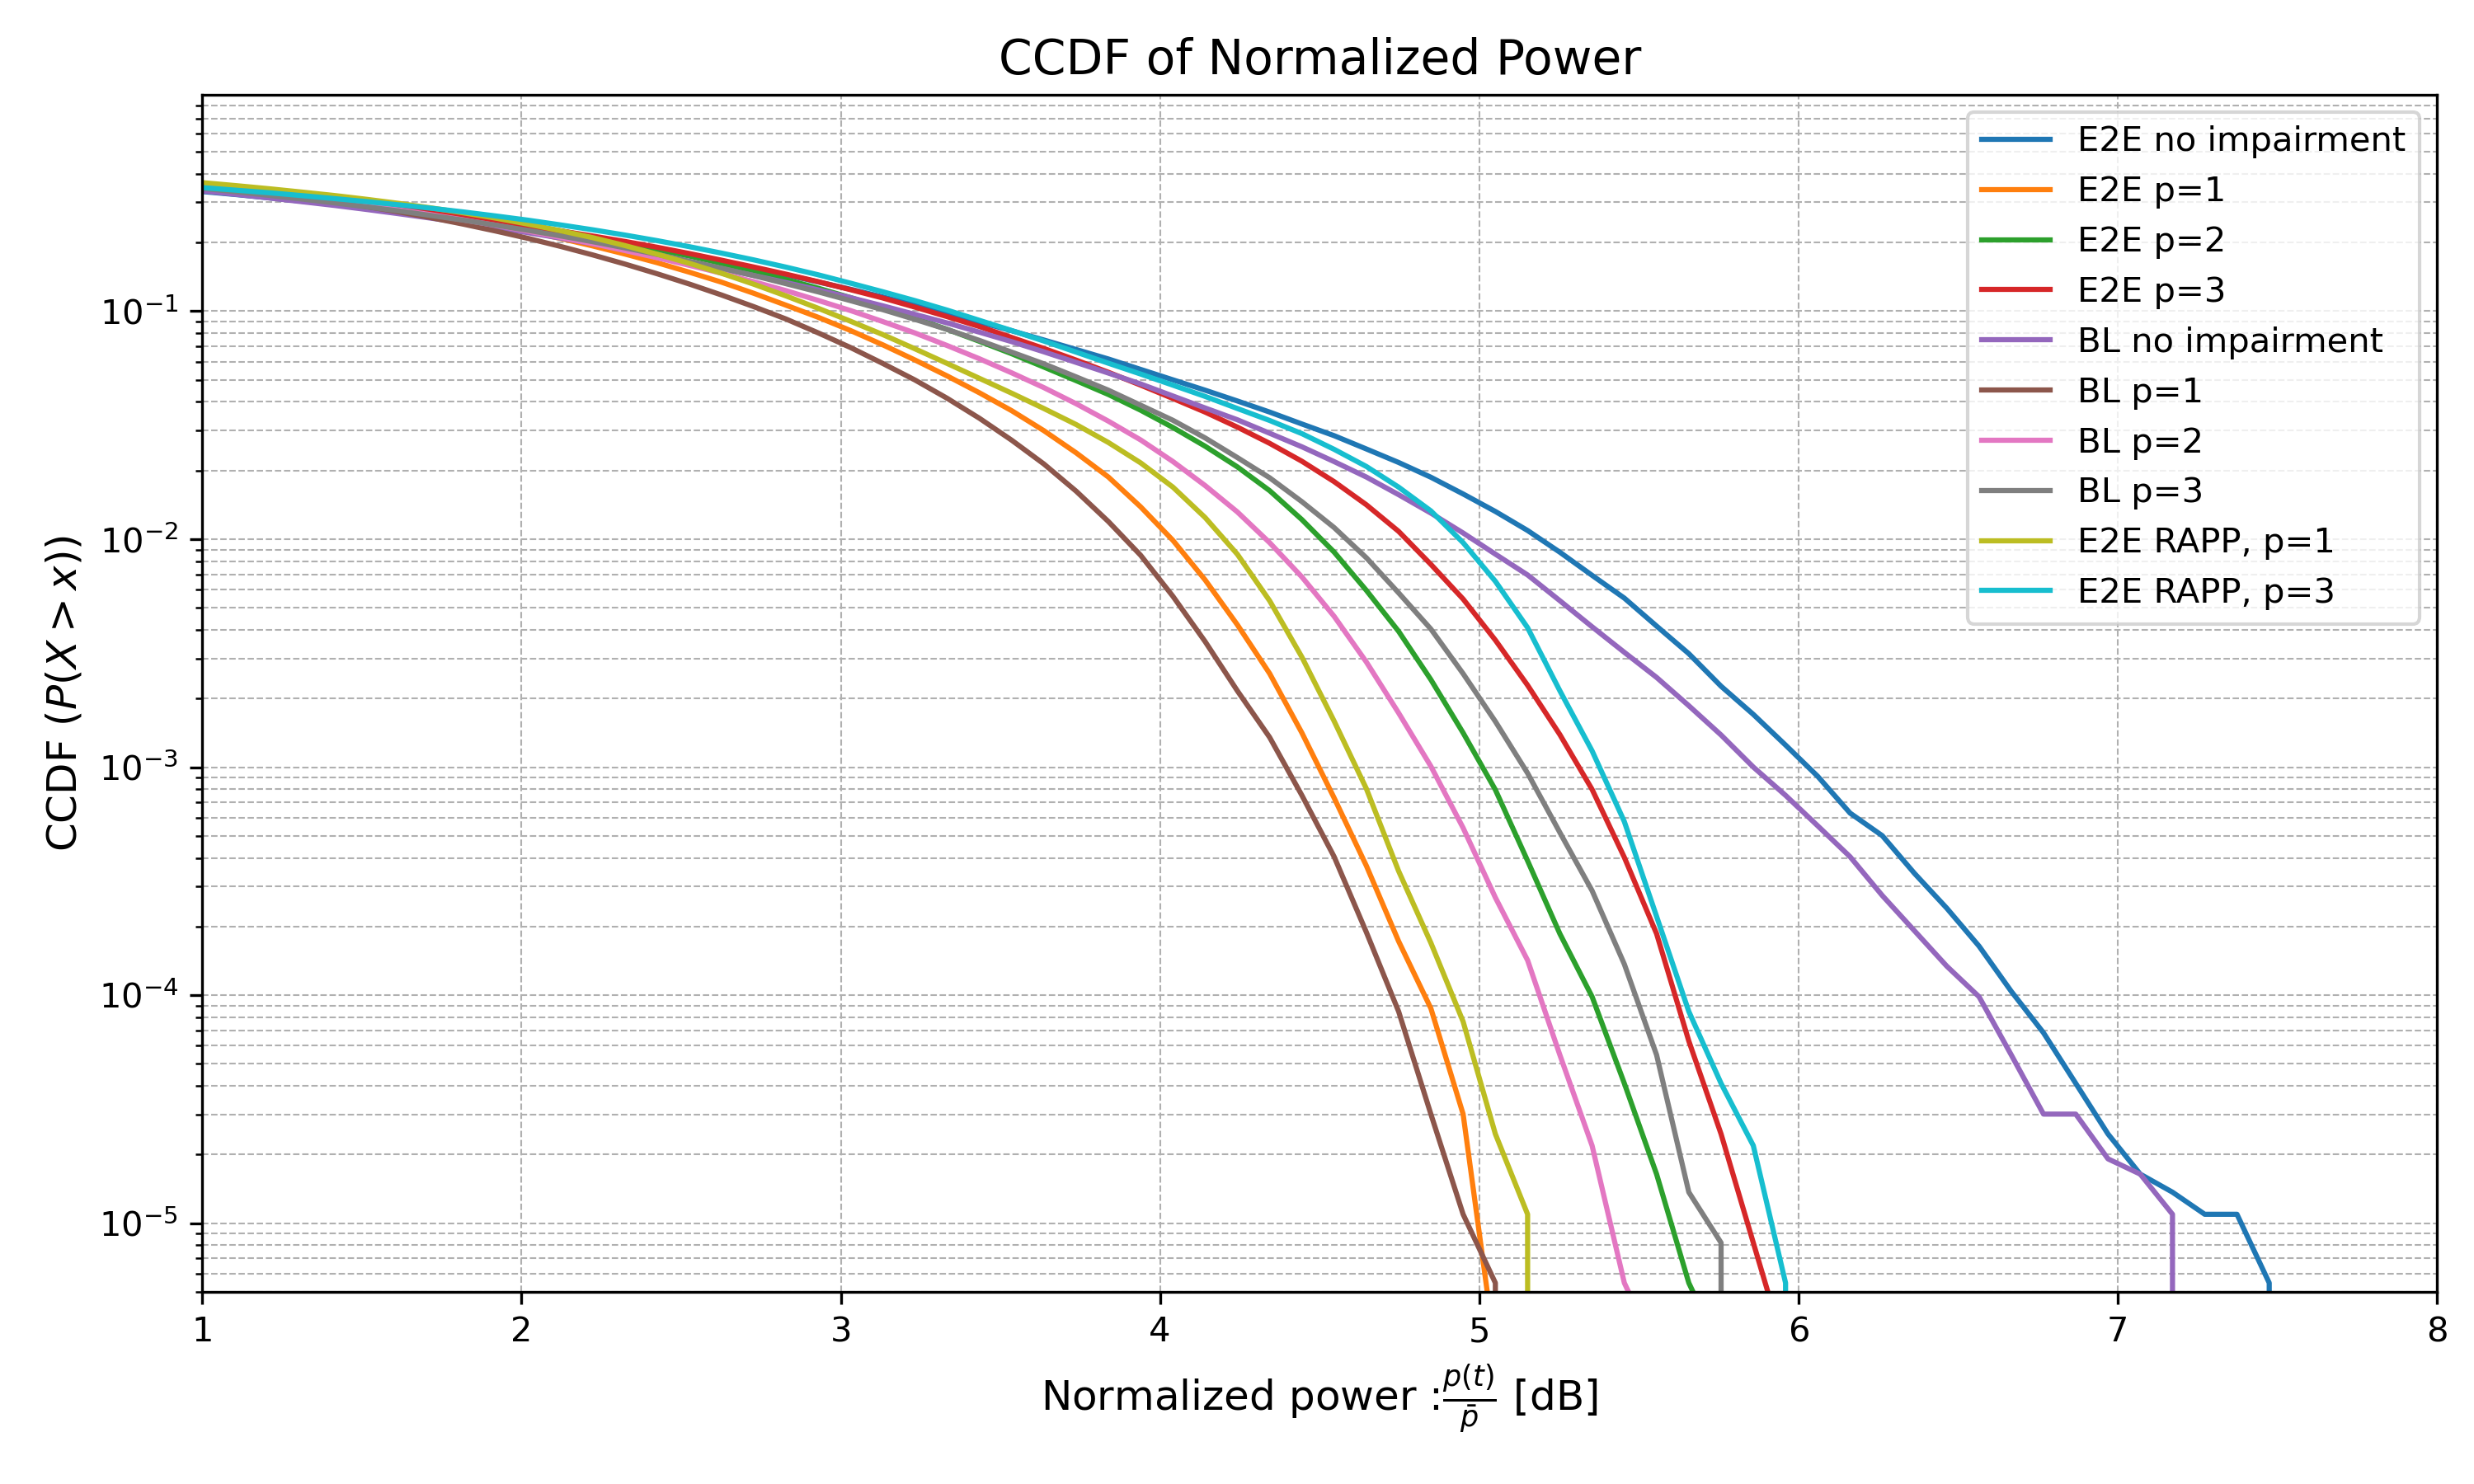 CCDF of Normalized Power
E2E no impairment
E2E p=1
E2E p=2
E2E p=3
BL no impairment
BL p=1
BL p=2
BL p=3
E2E RAPP, p=1
E2E RAPP, p=3
CCDF (P(X > x))
10⁻¹
10⁻²
10⁻³
10⁻⁴
10⁻⁵
1 2 3 4 5 6 7 8
Normalized power :p(t)/p̄ [dB]